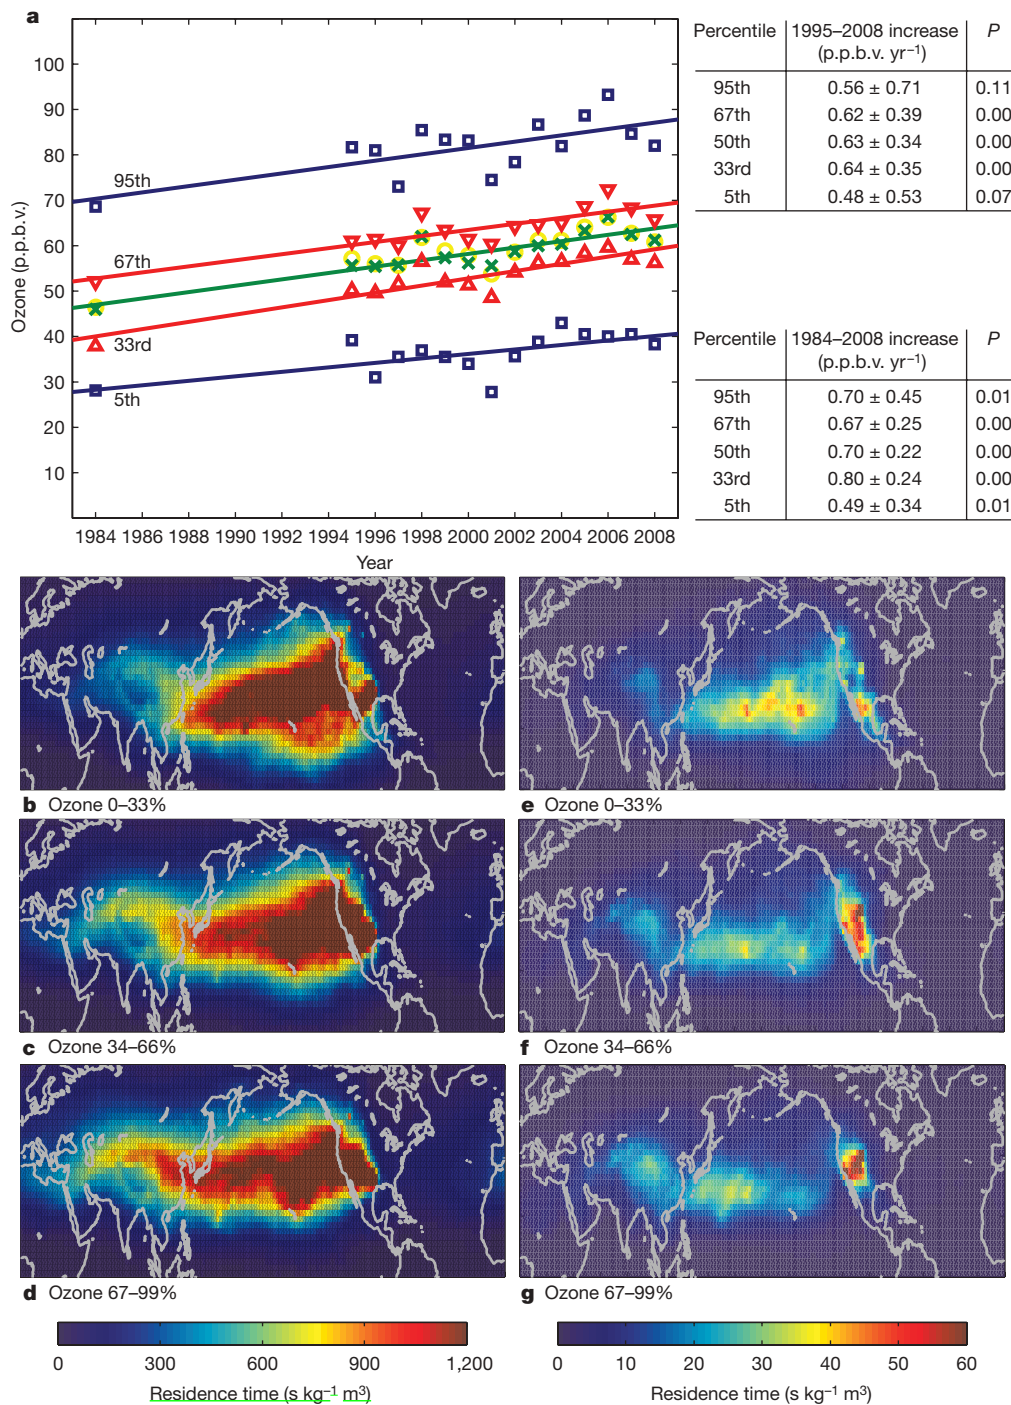 a
Ozone (p.p.b.v.)
100
90
80
70
60
50
40
30
20
10
95th
67th
33rd
5th
1984 1986 1988 1990 1992 1994 1996 1998 2000 2002 2004 2006 2008
Year
Percentile 1995–2008 increase (p.p.b.v. yr⁻¹) P
95th 0.56 ± 0.71 0.11
67th 0.62 ± 0.39 0.00
50th 0.63 ± 0.34 0.00
33rd 0.64 ± 0.35 0.00
5th 0.48 ± 0.53 0.07
Percentile 1984–2008 increase (p.p.b.v. yr⁻¹) P
95th 0.70 ± 0.45 0.01
67th 0.67 ± 0.25 0.00
50th 0.70 ± 0.22 0.00
33rd 0.80 ± 0.24 0.00
5th 0.49 ± 0.34 0.01
b Ozone 0–33%
e Ozone 0–33%
c Ozone 34–66%
f Ozone 34–66%
d Ozone 67–99%
g Ozone 67–99%
0 300 600 900 1,200
Residence time (s kg⁻¹ m³)
0 10 20 30 40 50 60
Residence time (s kg⁻¹ m³)